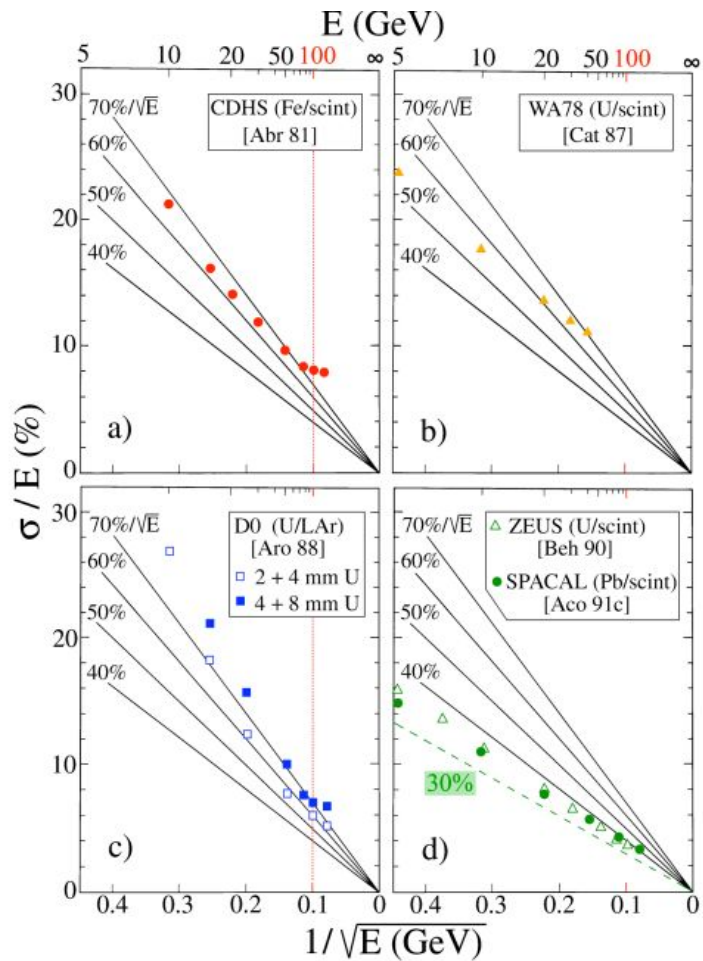 E (GeV)
5 10 20 50 100 ∞
5 10 20 50 100 ∞
σ / E (%)
30
20
10
0
70%/√E
60%
50%
40%
CDHS (Fe/scint)
[Abr 81]
a)
70%/√E
60%
50%
40%
WA78 (U/scint)
[Cat 87]
b)
30
20
10
0
70%/√E
60%
50%
40%
D0 (U/LAr)
[Aro 88]
2 + 4 mm U
4 + 8 mm U
c)
70%/√E
60%
50%
40%
ZEUS (U/scint)
[Beh 90]
SPACAL (Pb/scint)
[Aco 91c]
30%
d)
0.4 0.3 0.2 0.1 0
0.4 0.3 0.2 0.1 0
1/√E (GeV)